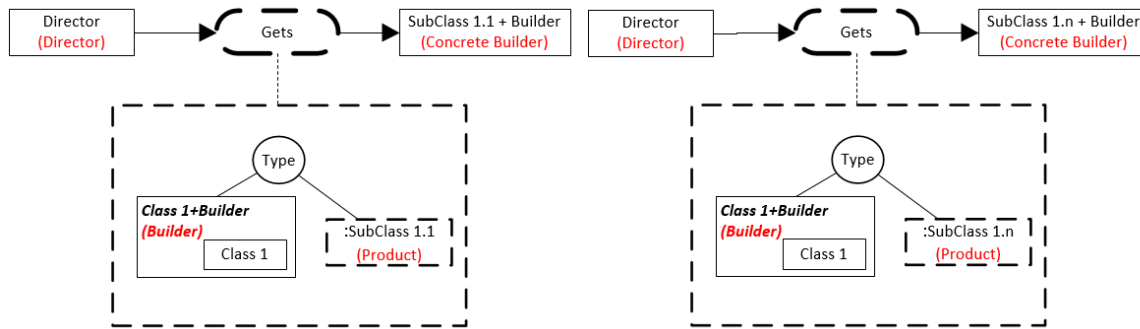 Director
(Director)
Gets
SubClass 1.1 + Builder
(Concrete Builder)
Type
Class 1+Builder
(Builder)
Class 1
:SubClass 1.1
(Product)
Director
(Director)
Gets
SubClass 1.n + Builder
(Concrete Builder)
Type
Class 1+Builder
(Builder)
Class 1
:SubClass 1.n
(Product)